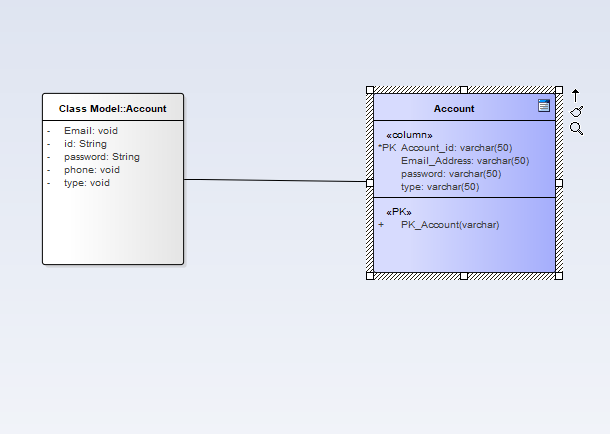 Class Model::Account
- Email: void
- id: String
- password: String
- phone: void
- type: void
Account
«column»
*PK Account_id: varchar(50)
Email_Address: varchar(50)
password: varchar(50)
type: varchar(50)
«PK»
+ PK_Account(varchar)